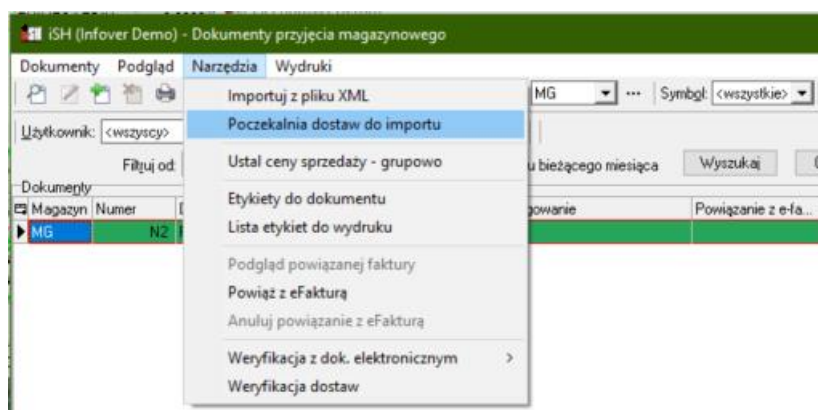 iSH (Infover Demo) - Dokumenty przyjęcia magazynowego
Dokumenty Podgląd Narzędzia Wydruki
MG ... Symbol: <wszystkie>
Użytkownik: <wszyscy>
Filtruj od:
u bieżącego miesiąca Wyszukaj
Dokumenty
Magazyn Numer
Powiązanie z e-fa...
MG N2
Importuj z pliku XML
Poczekalnia dostaw do importu
Ustal ceny sprzedaży - grupowo
Etykiety do dokumentu
Lista etykiet do wydruku
Podgląd powiązanej faktury
Powiąż z eFakturą
Anuluj powiązanie z eFakturą
Weryfikacja z dok. elektronicznym >
Weryfikacja dostaw